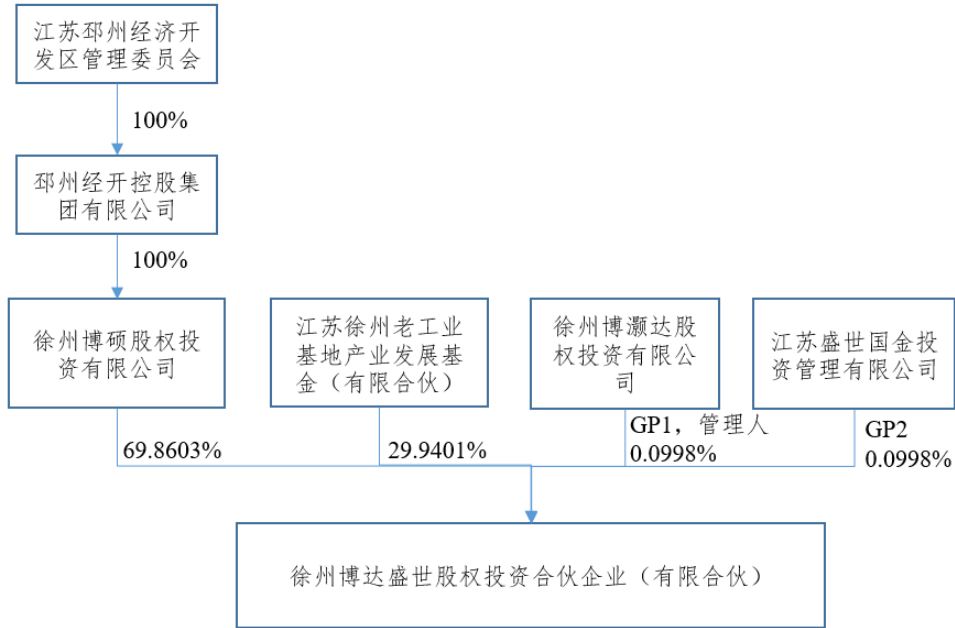 江苏邳州经济开
发区管理委员会
100%
邳州经开控股集
团有限公司
100%
徐州博硕股权投
资有限公司
江苏徐州老工业
基地产业发展基
金（有限合伙）
徐州博灏达股
权投资有限公
司
江苏盛世国金投
资管理有限公司
69.8603%
29.9401%
GP1，管理人
0.0998%
GP2
0.0998%
徐州博达盛世股权投资合伙企业（有限合伙）